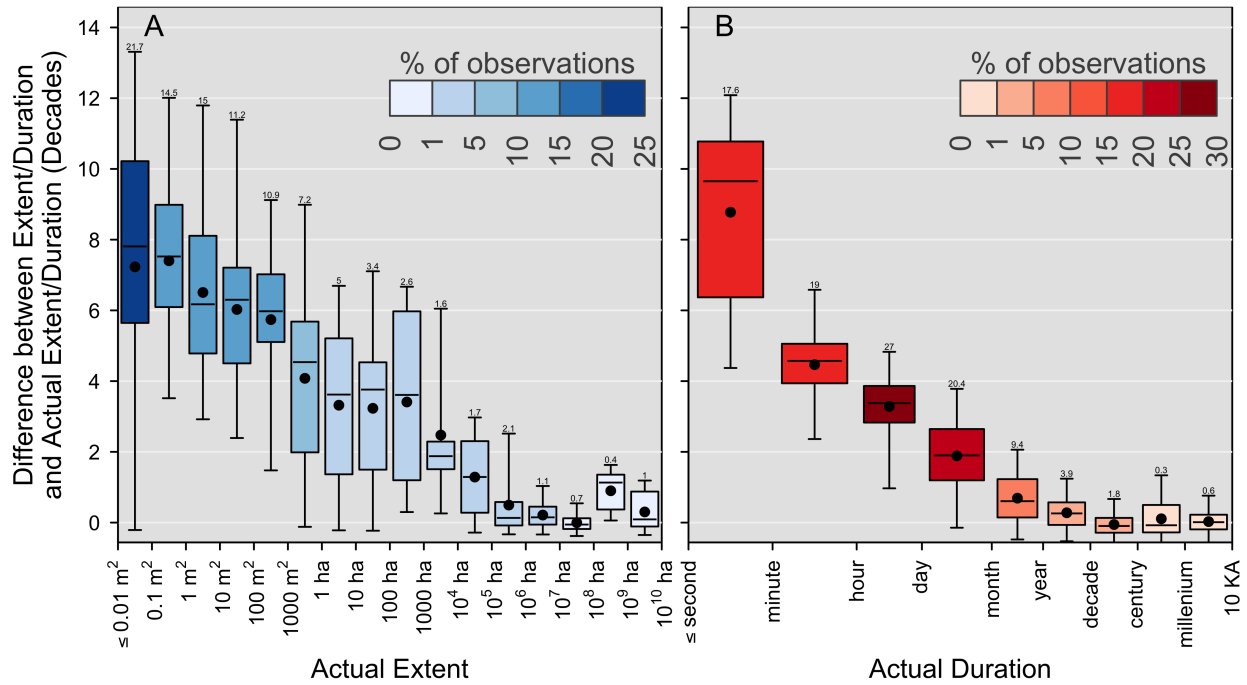 Difference between Extent/Duration
and Actual Extent/Duration (Decades)
14
12
10
8
6
4
2
0
A
% of observations
0 1 5 10 15 20 25
21.7
14.5
15
11.2
10.9
7.2
5
3.4
2.6
1.6
1.7
2.1
1.1
0.7
0.4
1
≤ 0.01 m²
0.1 m²
1 m²
10 m²
100 m²
1000 m²
1 ha
10 ha
100 ha
1000 ha
10⁴ ha
10⁵ ha
10⁶ ha
10⁷ ha
10⁸ ha
10⁹ ha
10¹⁰ ha
Actual Extent
B
% of observations
0 1 5 10 15 20 25 30
17.6
19
27
20.4
9.4
3.9
1.8
0.3
0.6
≤ second
minute
hour
day
month
year
decade
century
millenium
10 KA
Actual Duration